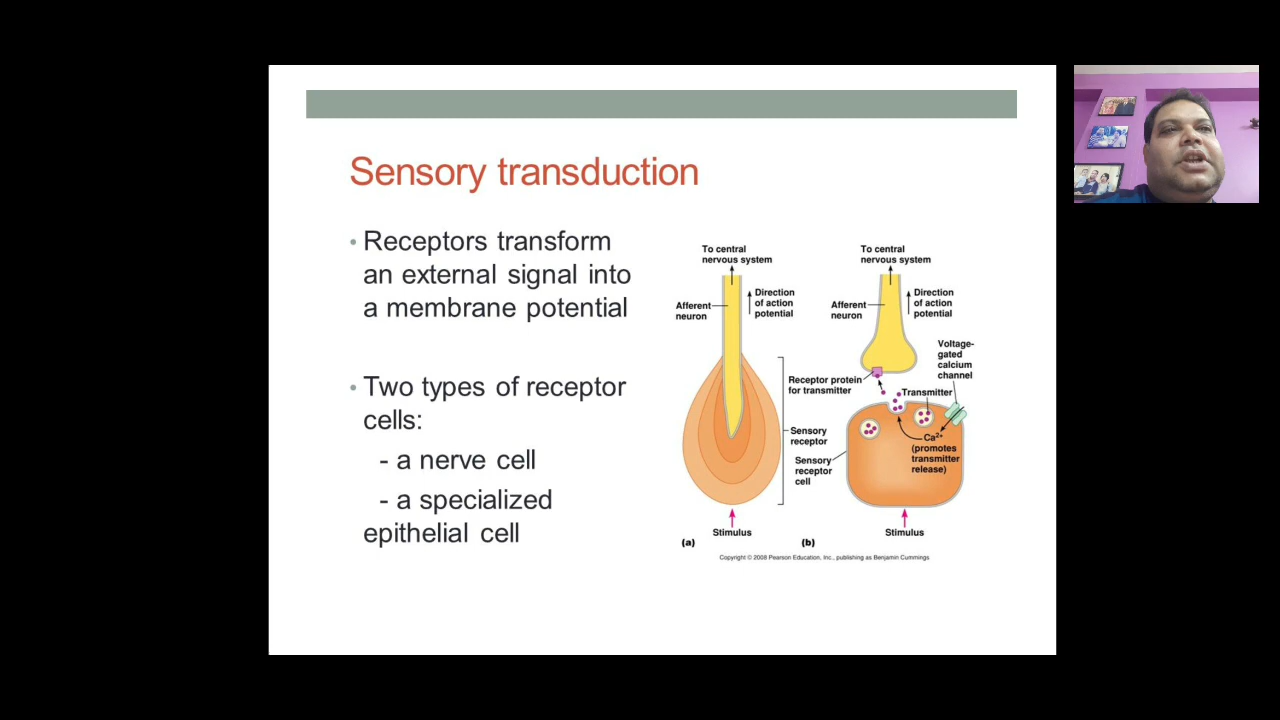 Sensory transduction
• Receptors transform
an external signal into
a membrane potential
• Two types of receptor
cells:
- a nerve cell
- a specialized
epithelial cell
To central
nervous system
Direction
of action
potential
Afferent
neuron
Sensory
receptor
Stimulus
(a)
To central
nervous system
Direction
of action
potential
Afferent
neuron
Voltage-
gated
calcium
channel
Receptor protein
for transmitter
Transmitter
Ca2+
(promotes
transmitter
release)
Sensory
receptor
cell
Stimulus
(b)
Copyright © 2008 Pearson Education, Inc., publishing as Benjamin Cummings